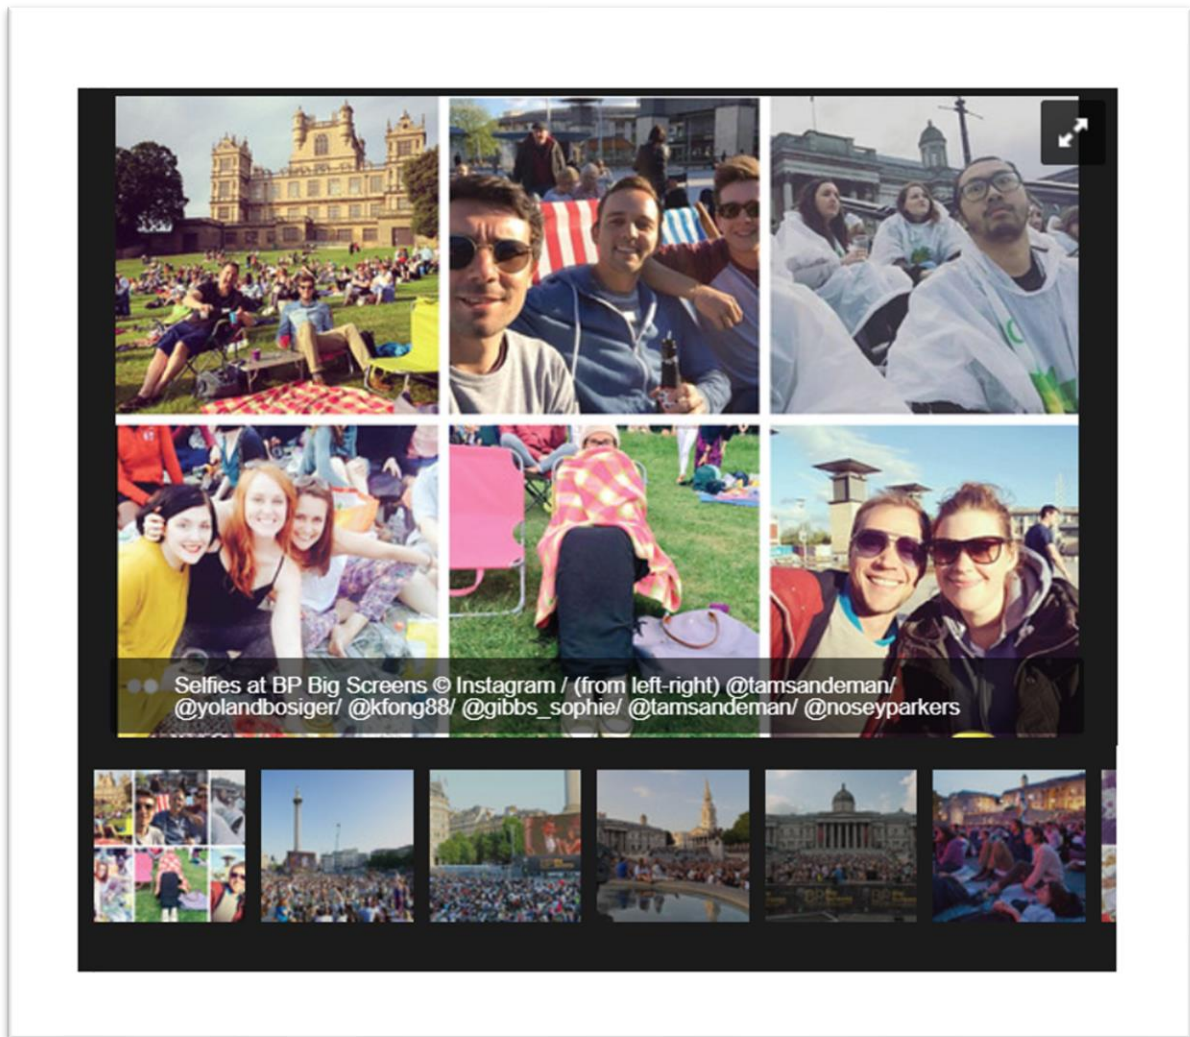 Selfies at BP Big Screens © Instagram / (from left-right) @tamsandeman/
@yolandbosiger/ @kfong88/ @gibbs_sophie/ @tamsandeman/ @noseyparkers